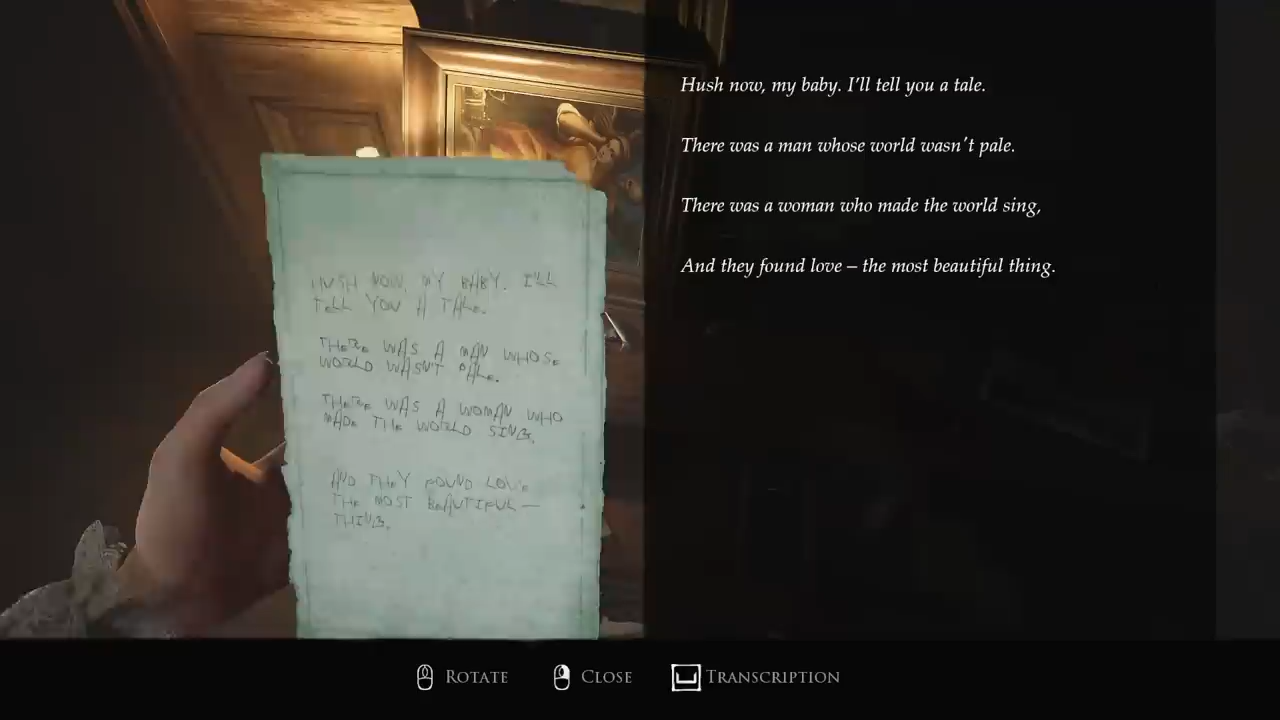 Hush now, my baby. I'll tell you a tale.
There was a man whose world wasn't pale.
There was a woman who made the world sing,
And they found love – the most beautiful thing.
HUSH NOW, MY BABY. I'LL
TELL YOU A TALE.
THERE WAS A MAN WHOSE
WORLD WASN'T PALE.
THERE WAS A WOMAN WHO
MADE THE WORLD SING,
AND THEY FOUND LOVE
THE MOST BEAUTIFUL –
THING.
ROTATE
CLOSE
TRANSCRIPTION